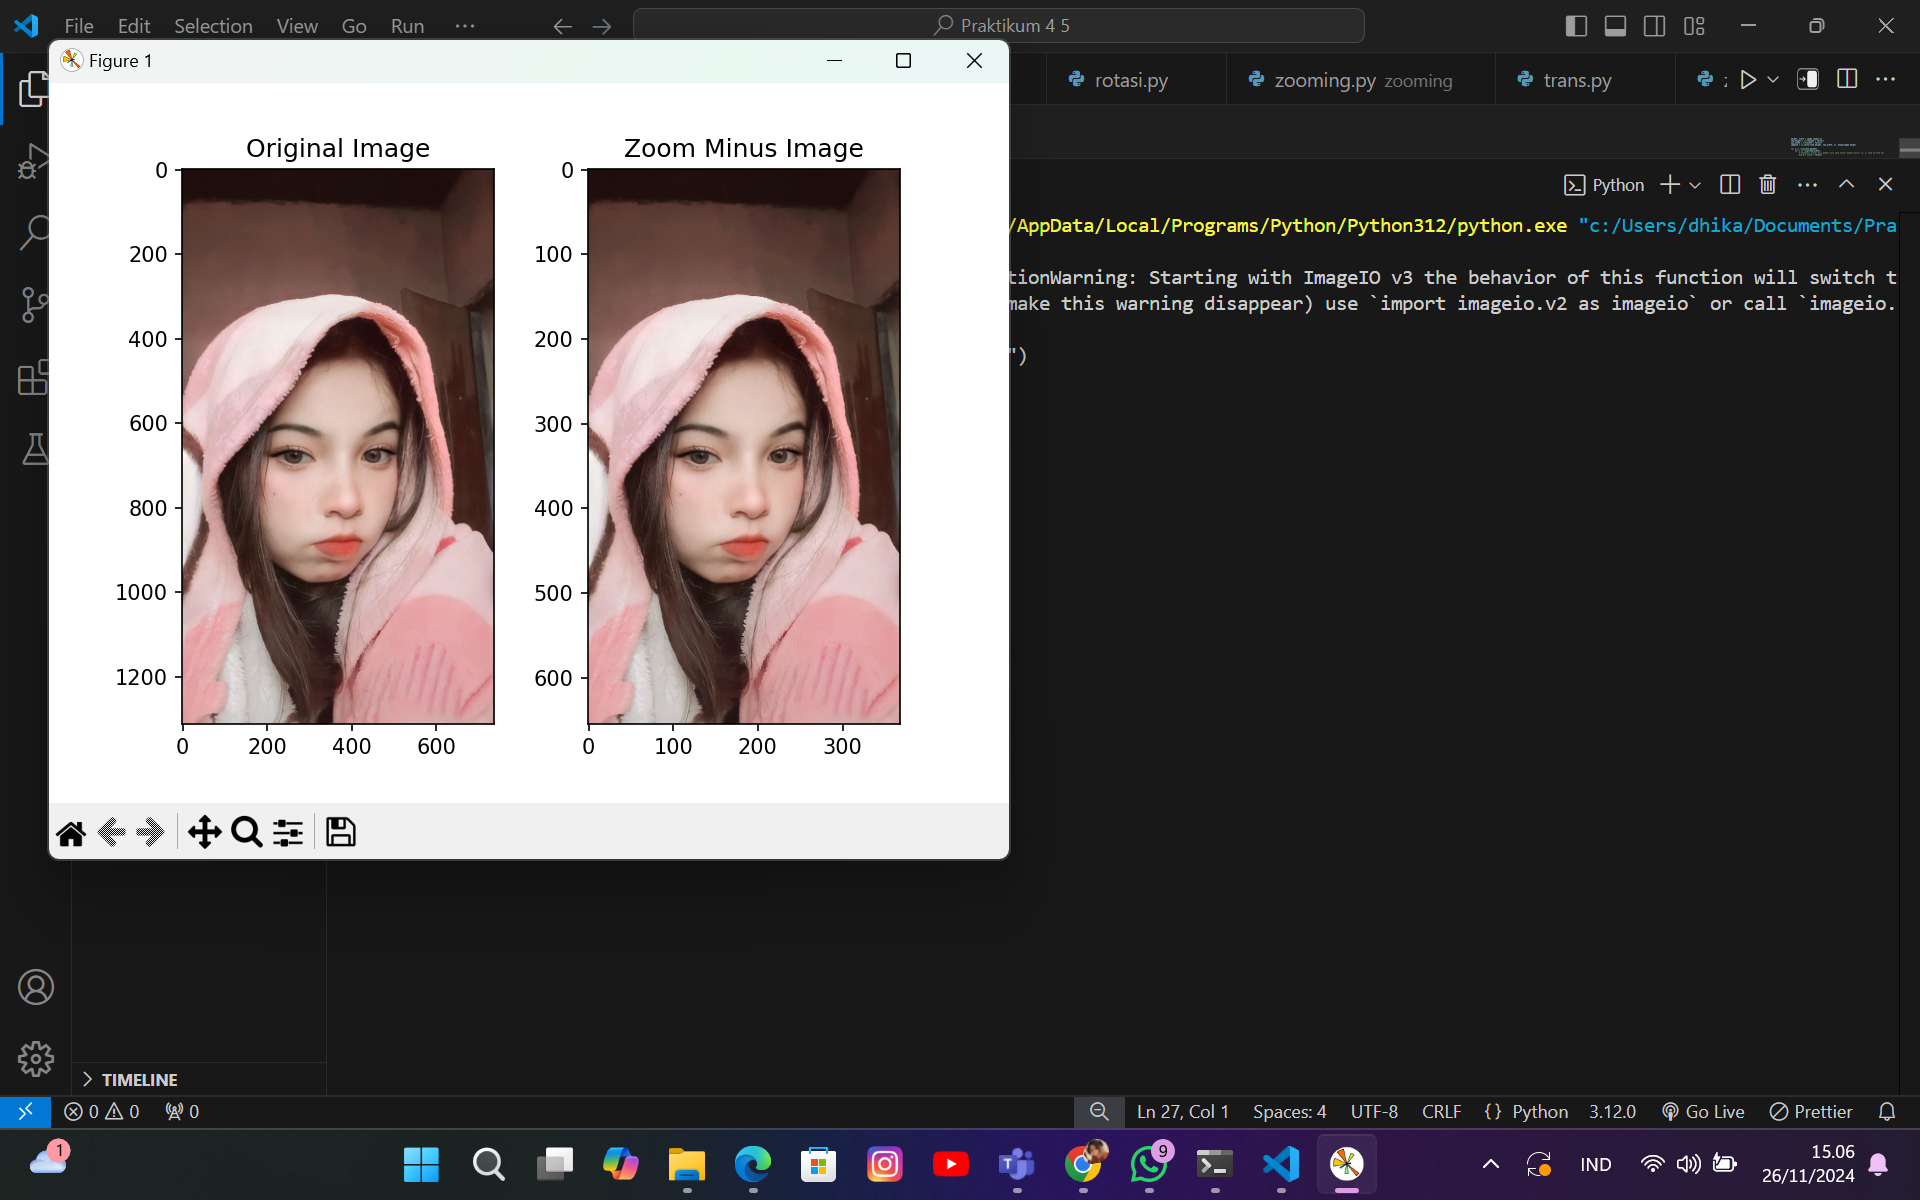 File Edit Selection View Go Run ···
Praktikum 4 5
Figure 1
rotasi.py
zooming.py zooming
trans.py
Original Image
Zoom Minus Image
0
200
400
600
800
1000
1200
0 200 400 600
0
100
200
300
400
500
600
0 100 200 300
Python
/AppData/Local/Programs/Python/Python312/python.exe "c:/Users/dhika/Documents/Pra
tionWarning: Starting with ImageIO v3 the behavior of this function will switch t
make this warning disappear) use `import imageio.v2 as imageio` or call `imageio.
")
TIMELINE
0 0 0
Ln 27, Col 1 Spaces: 4 UTF-8 CRLF {} Python 3.12.0 Go Live Prettier
1
9
IND
15.06
26/11/2024